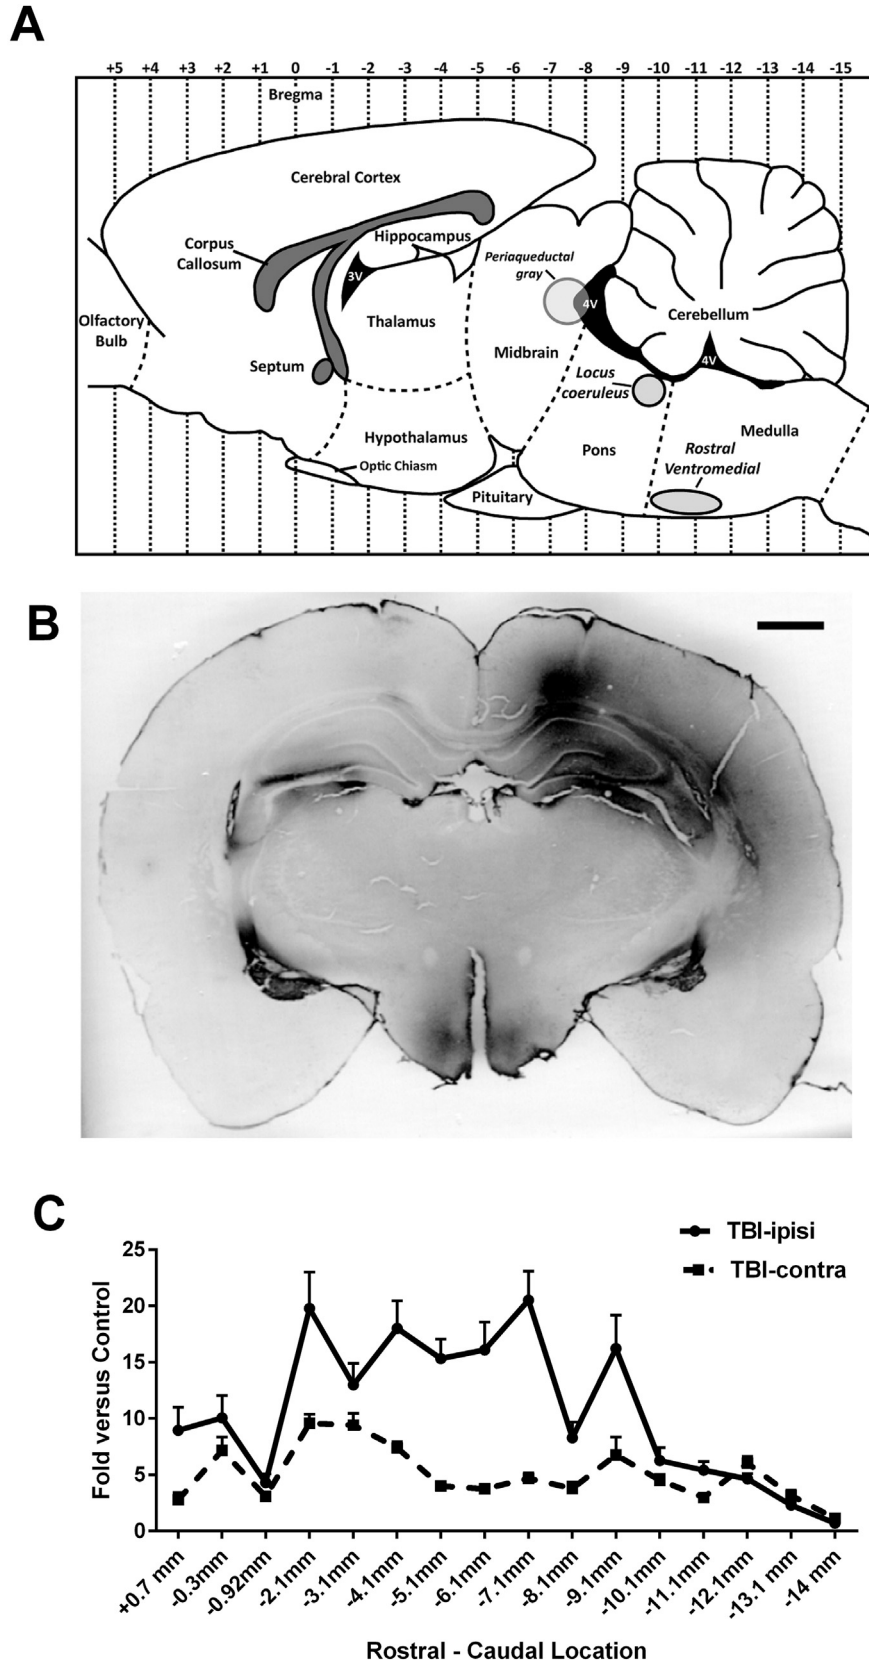 A
+5 +4 +3 +2 +1 0 -1 -2 -3 -4 -5 -6 -7 -8 -9 -10 -11 -12 -13 -14 -15
Bregma
Cerebral Cortex
Corpus
Callosum
Hippocampus
Periaqueductal
gray
3V
4V
Olfactory
Bulb
Thalamus
Cerebellum
Midbrain
4V
Septum
Locus
coeruleus
Hypothalamus
Medulla
Pons
Rostral
Ventromedial
Optic Chiasm
Pituitary
B
C
TBI-ipisi
TBI-contra
Fold versus Control
25
20
15
10
5
0
+0.7 mm
-0.3mm
-0.92mm
-2.1mm
-3.1mm
-4.1mm
-5.1mm
-6.1mm
-7.1mm
-8.1mm
-9.1mm
-10.1mm
-11.1mm
-12.1mm
-13.1 mm
-14 mm
Rostral - Caudal Location